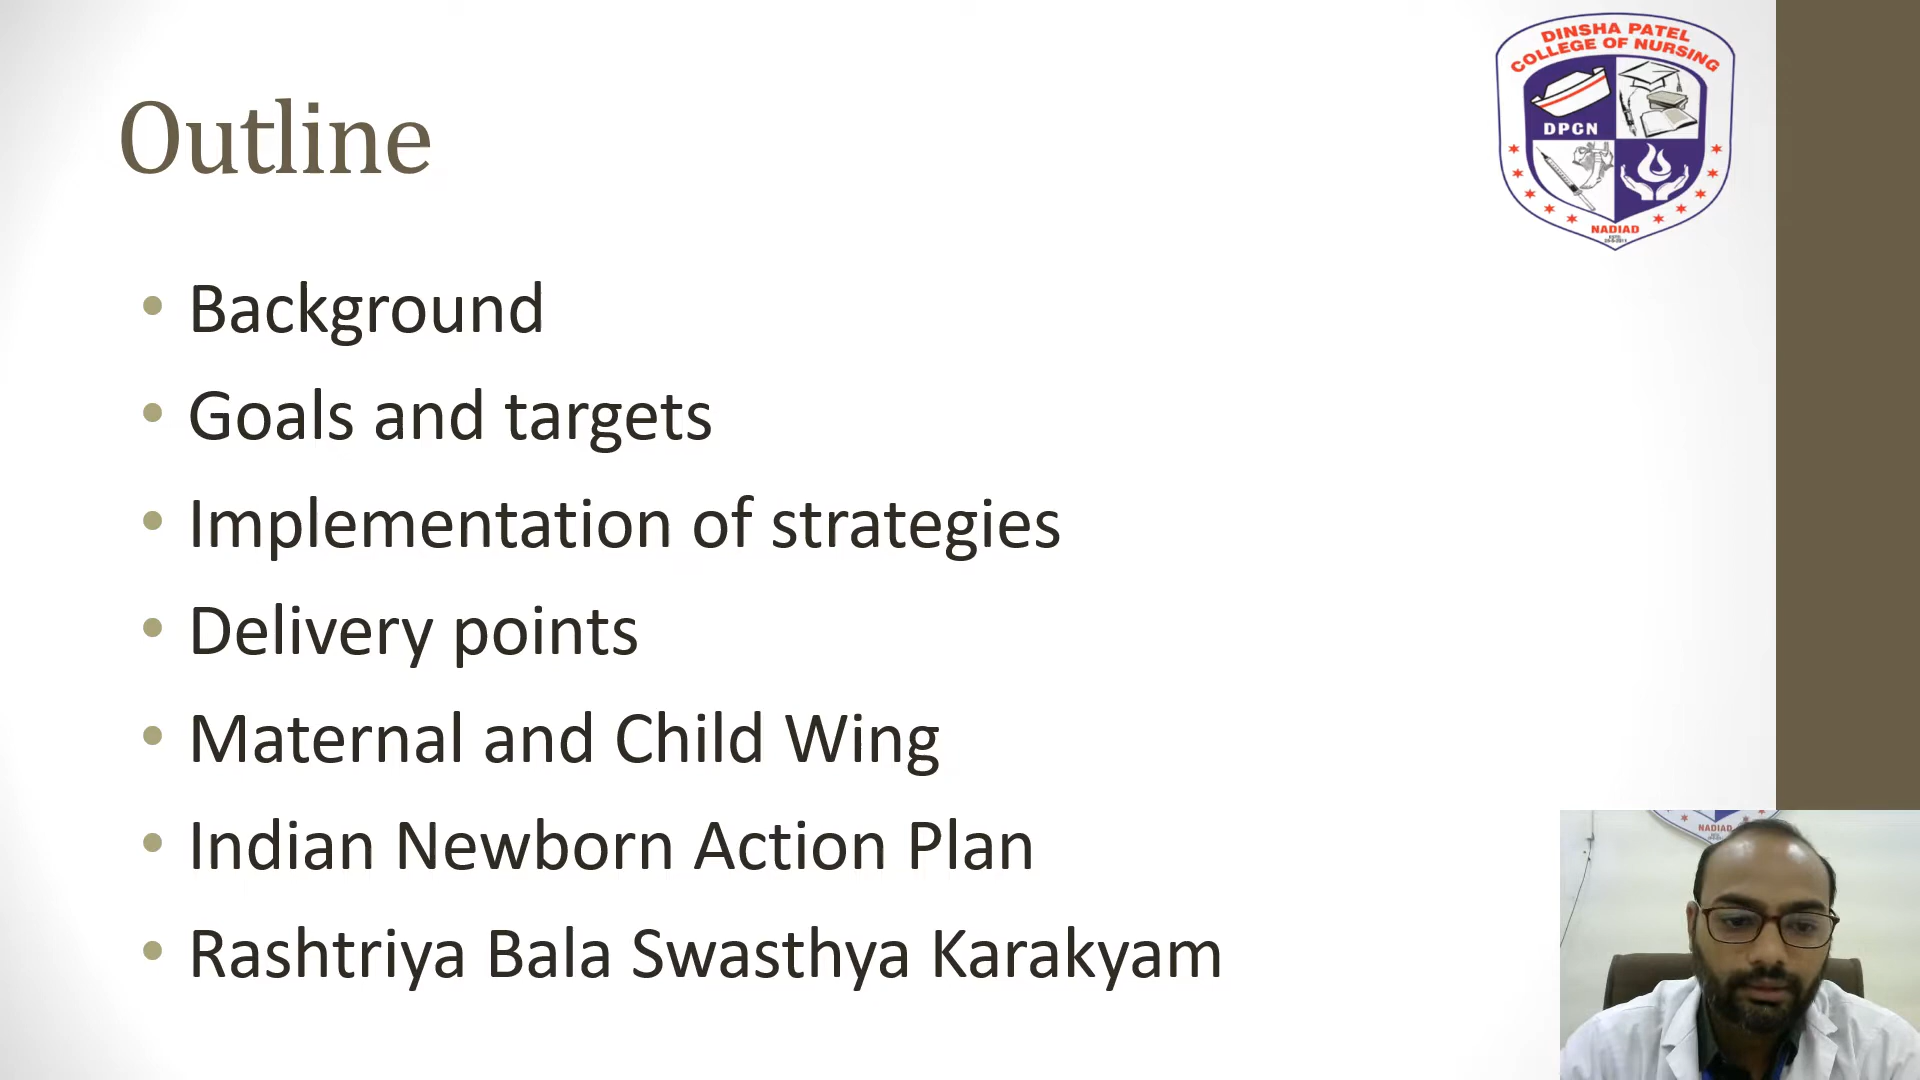 DINSHA PATEL
COLLEGE OF NURSING
DPCN
NADIAD
Outline
• Background
• Goals and targets
• Implementation of strategies
• Delivery points
• Maternal and Child Wing
• Indian Newborn Action Plan
• Rashtriya Bala Swasthya Karakyam
NADIAD